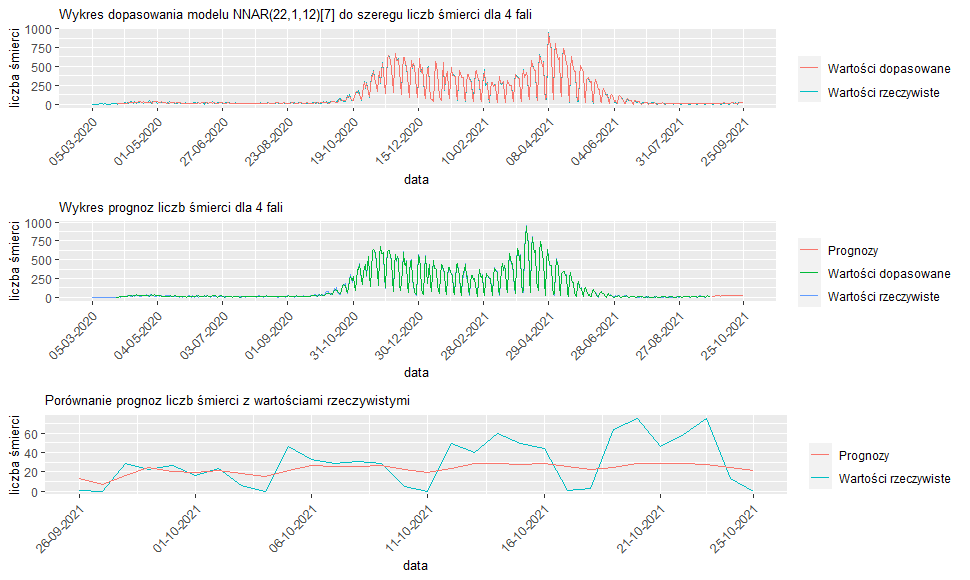 Wykres dopasowania modelu NNAR(22,1,12)[7] do szeregu liczb śmierci dla 4 fali
liczba śmierci
1000
750
500
250
0
05-03-2020
01-05-2020
27-06-2020
23-08-2020
19-10-2020
15-12-2020
10-02-2021
08-04-2021
04-06-2021
31-07-2021
25-09-2021
data
Wartości dopasowane
Wartości rzeczywiste
Wykres prognoz liczb śmierci dla 4 fali
liczba śmierci
1000
750
500
250
0
05-03-2020
04-05-2020
03-07-2020
01-09-2020
31-10-2020
30-12-2020
28-02-2021
29-04-2021
28-06-2021
27-08-2021
25-10-2021
data
Prognozy
Wartości dopasowane
Wartości rzeczywiste
Porównanie prognoz liczb śmierci z wartościami rzeczywistymi
liczba śmierci
60
40
20
0
26-09-2021
01-10-2021
06-10-2021
11-10-2021
16-10-2021
21-10-2021
25-10-2021
data
Prognozy
Wartości rzeczywiste